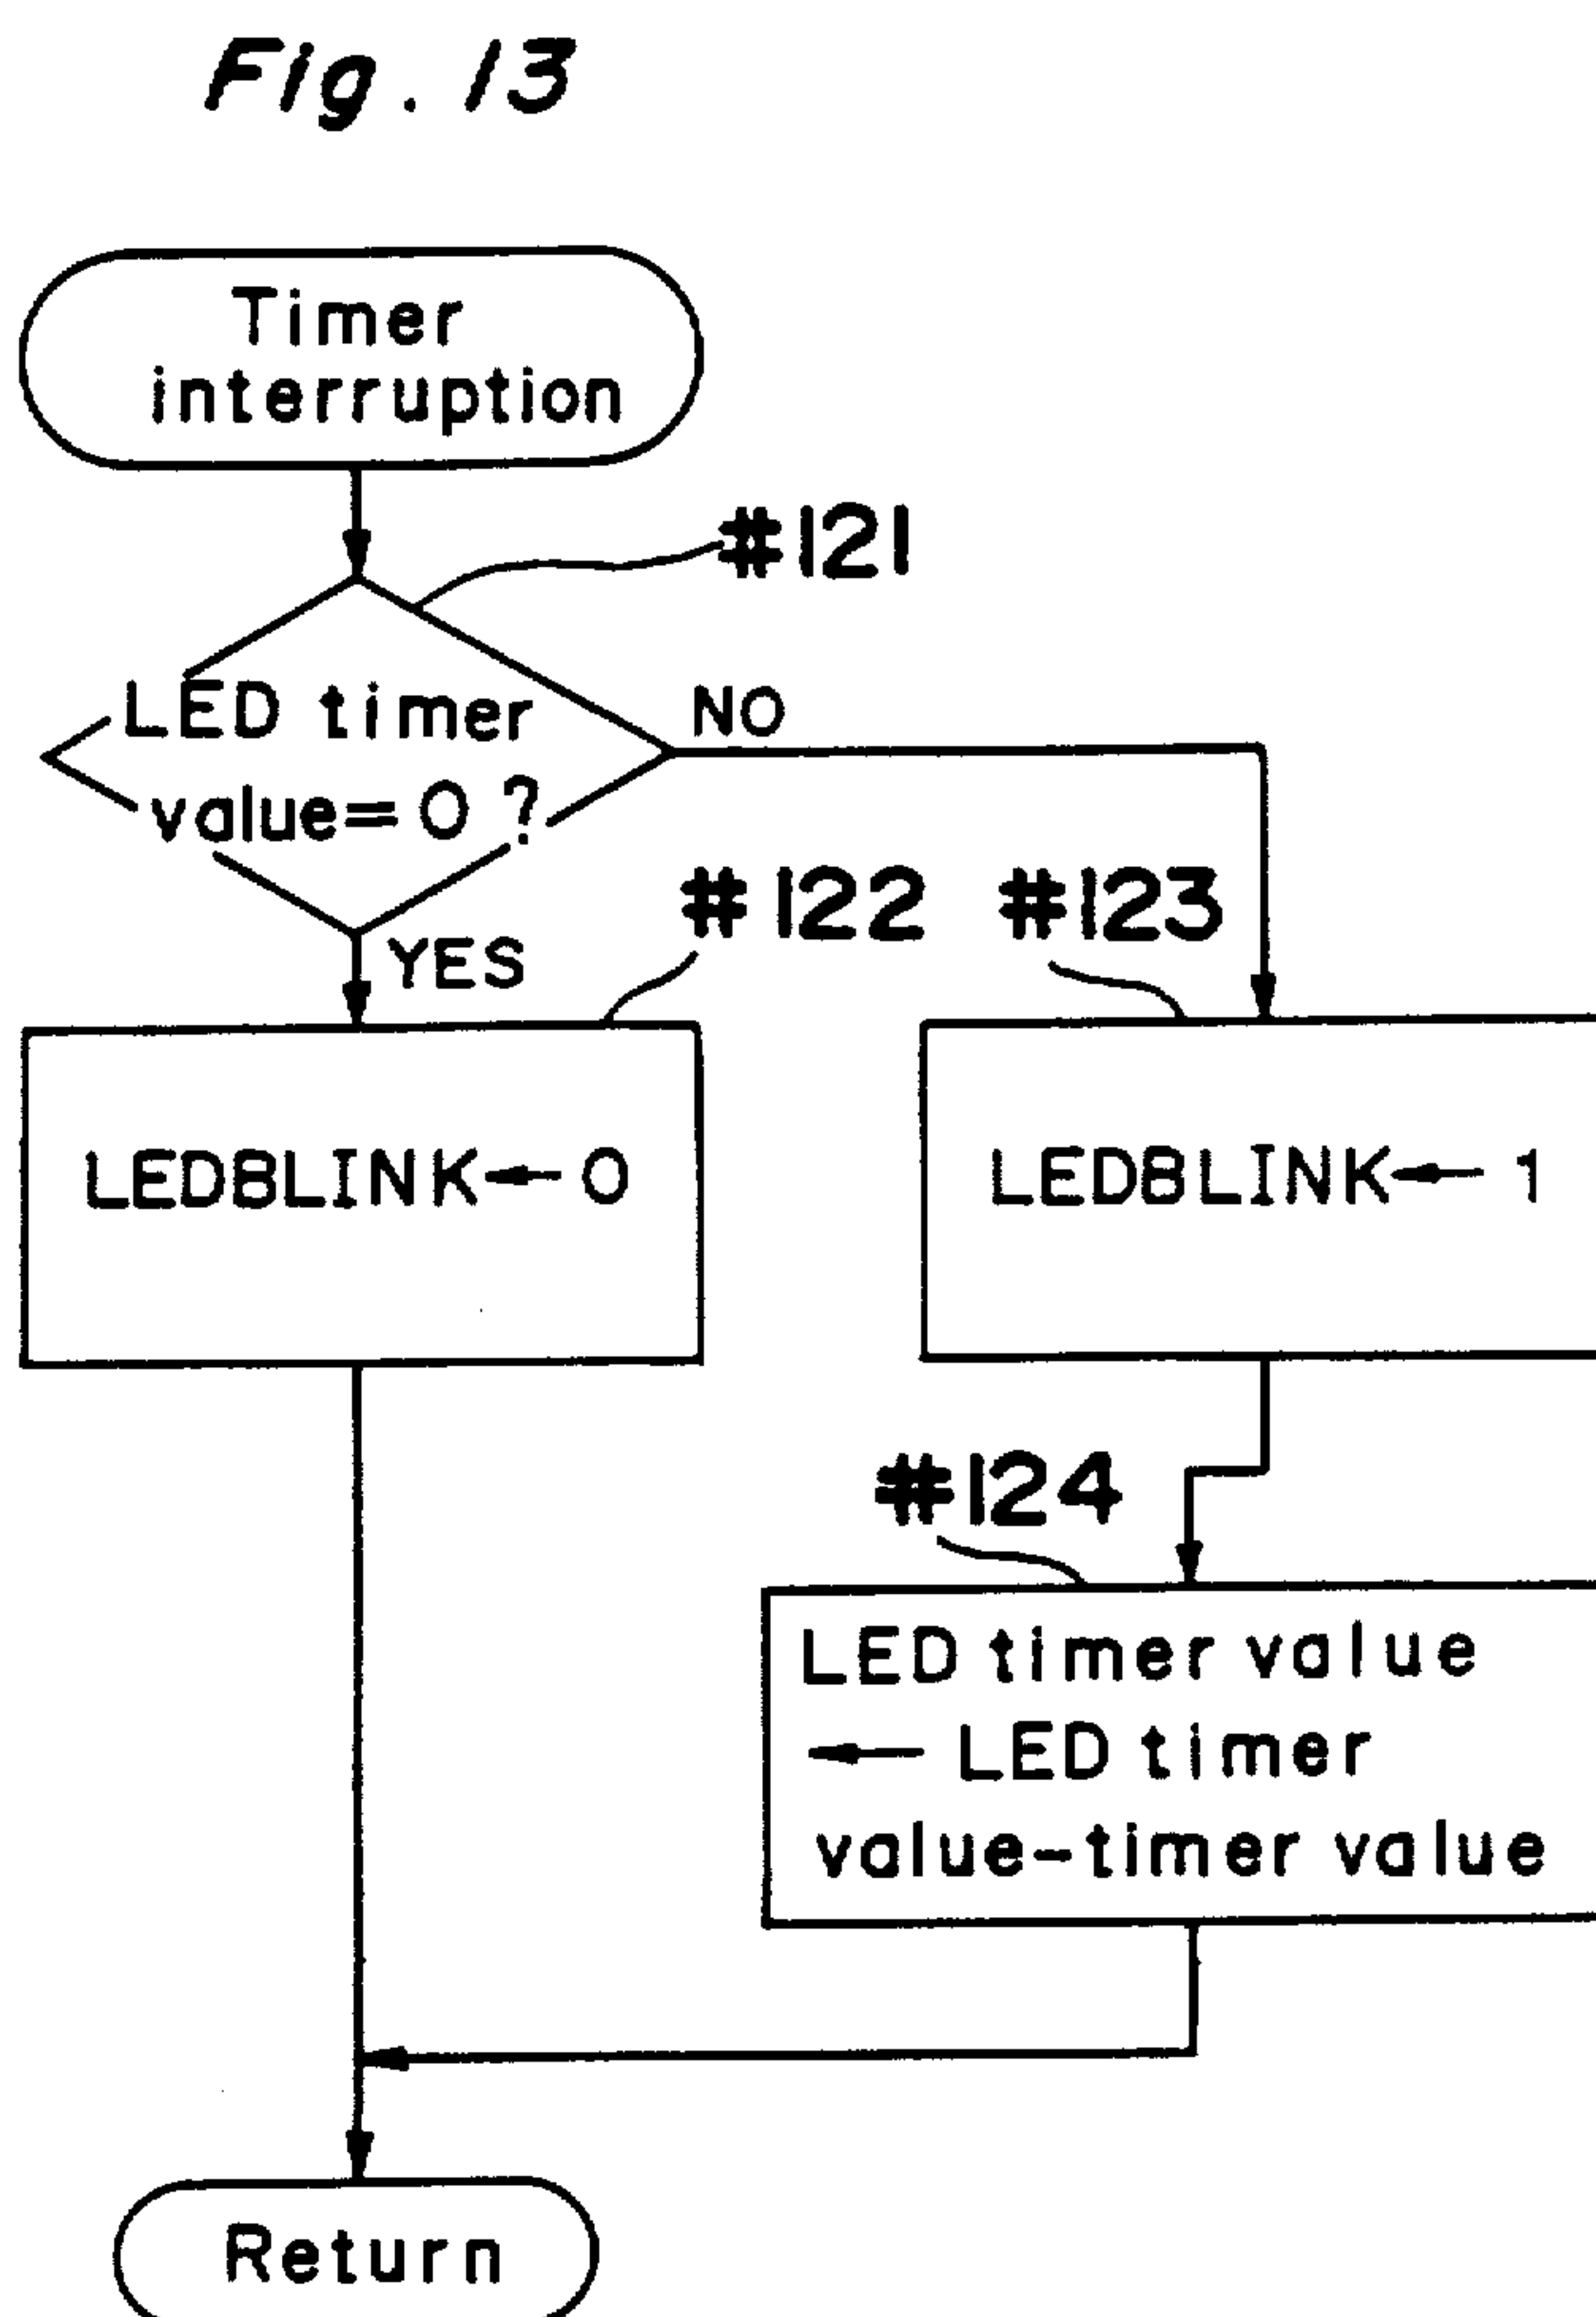 Fig. 13
Timer
interruption
#121
LED timer
value=0?
NO
YES
#122
#123
LEDBLINK←0
LEDBLINK←1
#124
LED timer value
← LED timer
value-timer value
Return